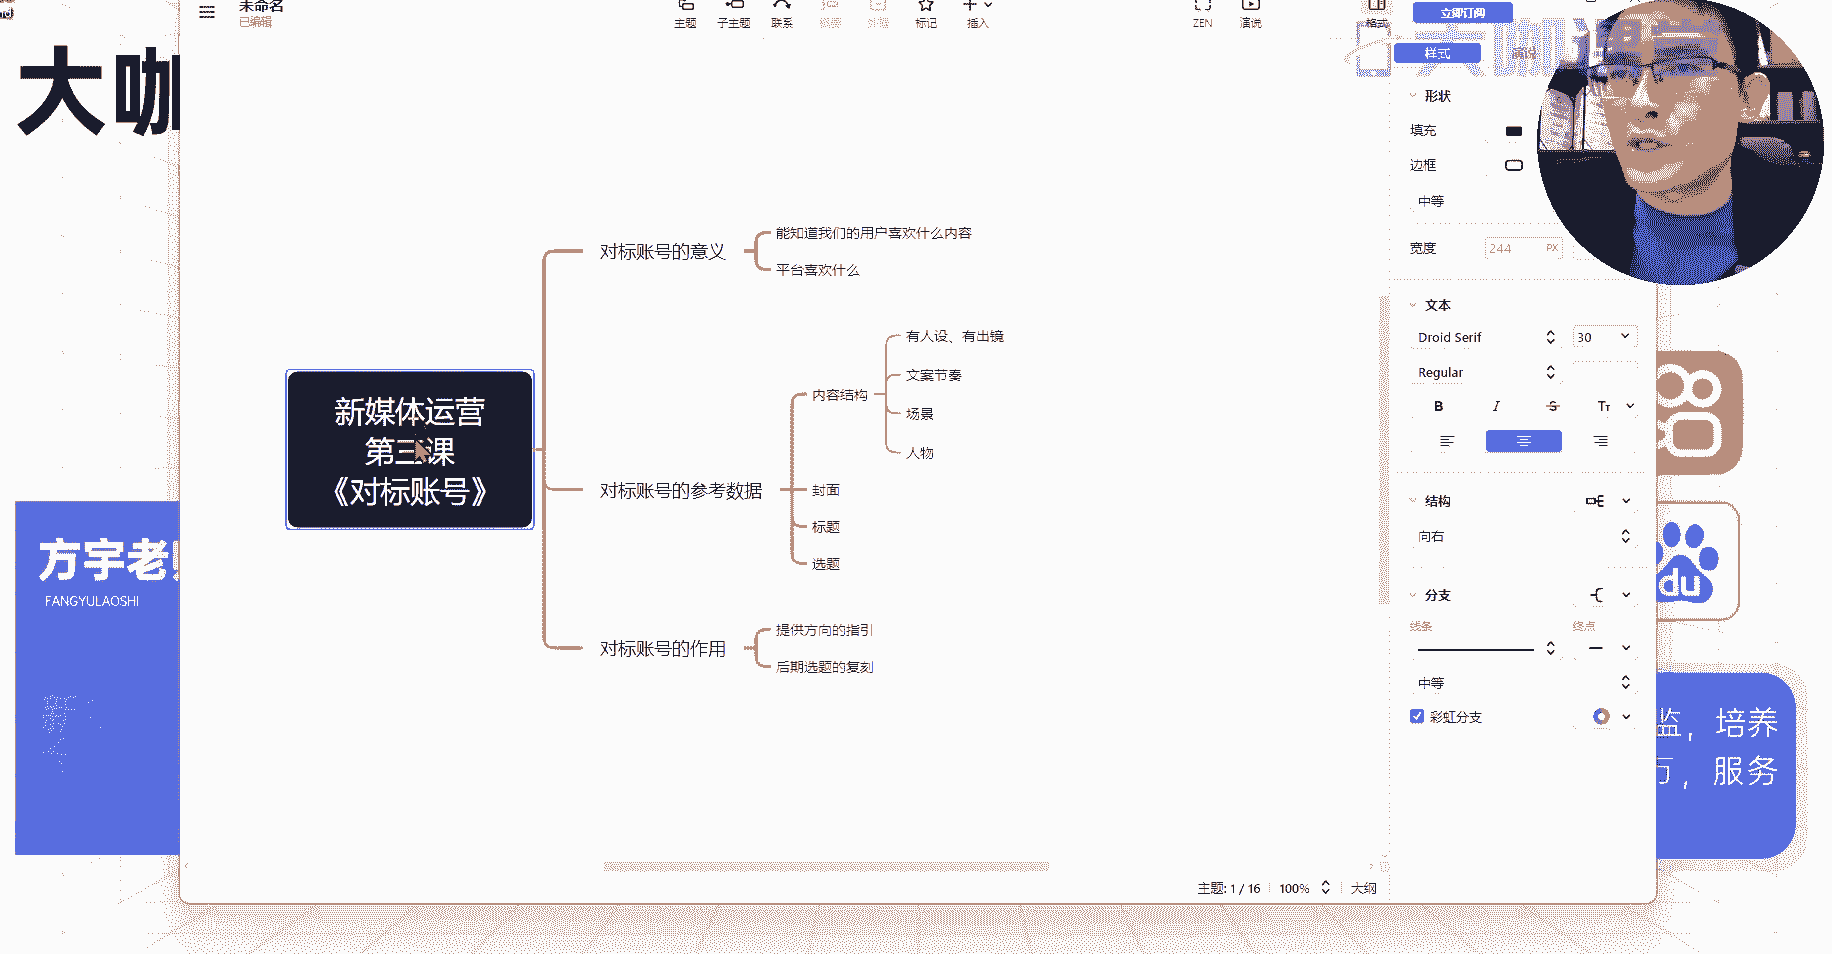 未命名
已编辑
主题
子主题
联系
标记
插入
ZEN
演说
格式
立即订阅
大咖
样式
演说
形状
填充
边框
中等
宽度
244 PX
对标账号的意义
能知道我们的用户喜欢什么内容
平台喜欢什么
文本
Droid Serif
30
Regular
B I S Tт
有人设、有出镜
文案节奏
内容结构
场景
人物
新媒体运营
第三课
《对标账号》
对标账号的参考数据
封面
标题
选题
结构
向右
分支
线条
终点
中等
彩虹分支
对标账号的作用
提供方向的指引
后期选题的复刻
方宇老
FANGYULAOSHI
du
监，培养
万，服务
主题: 1 / 16
100%
大纲